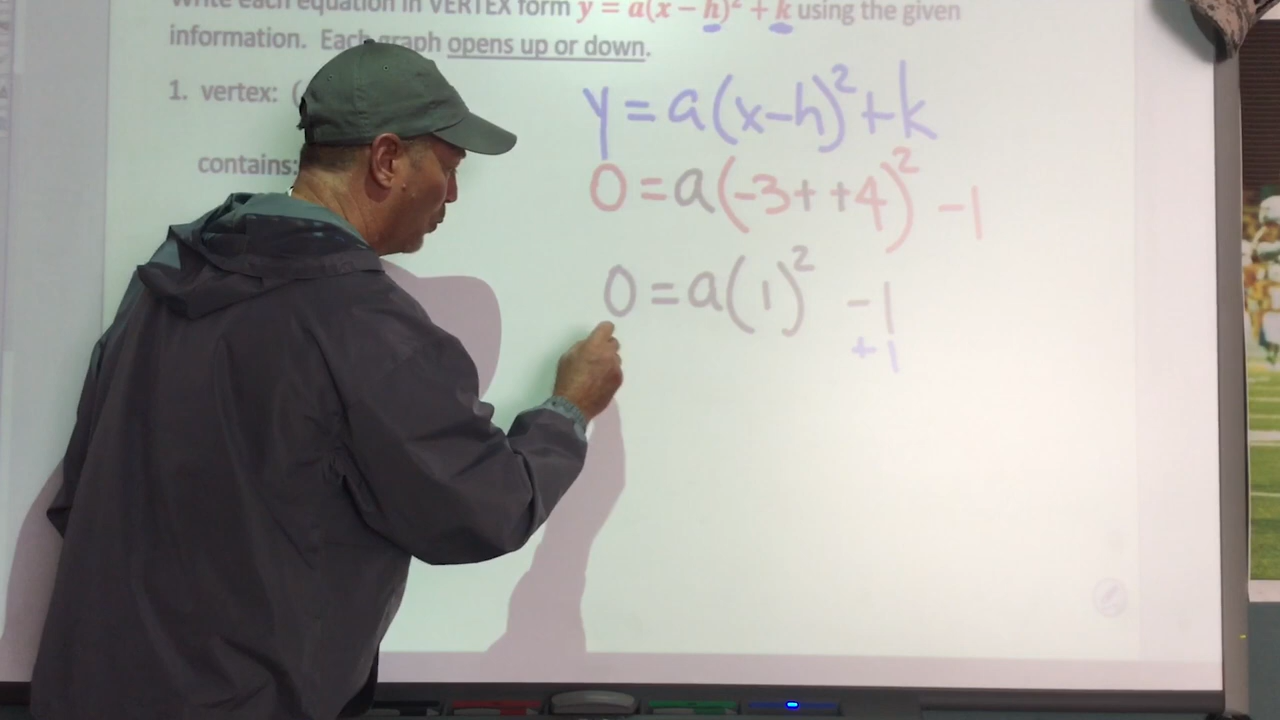 Write each equation in VERTEX form y = a(x − h)² + k using the given
information. Each graph opens up or down.
1. vertex: (
y = a(x-h)² + k
contains:
0 = a(-3+ +4)² -1
0 = a(1)² -1
+1